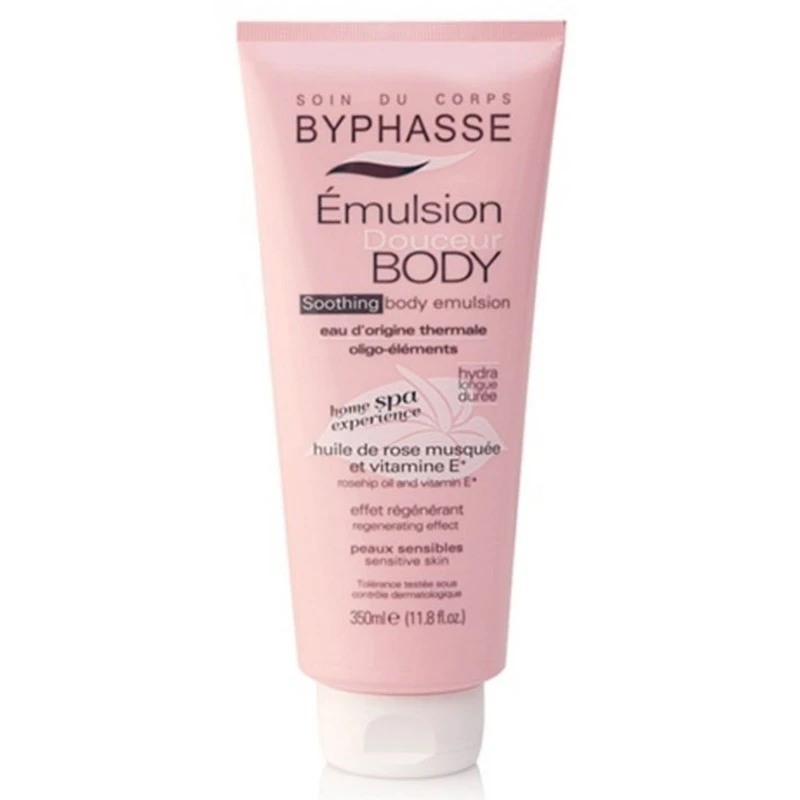 SOIN DU CORPS
BYPHASSE
Émulsion
Douceur
BODY
Soothing body emulsion
eau d'origine thermale
oligo-éléments
hydra
longue
durée
home spa
experience
huile de rose musquée
et vitamine E*
rosehip oil and vitamin E*
effet régénérant
regenerating effect
peaux sensibles
sensitive skin
Tolérance testée sous
contrôle dermatologique
350ml e (11.8 fl.oz.)